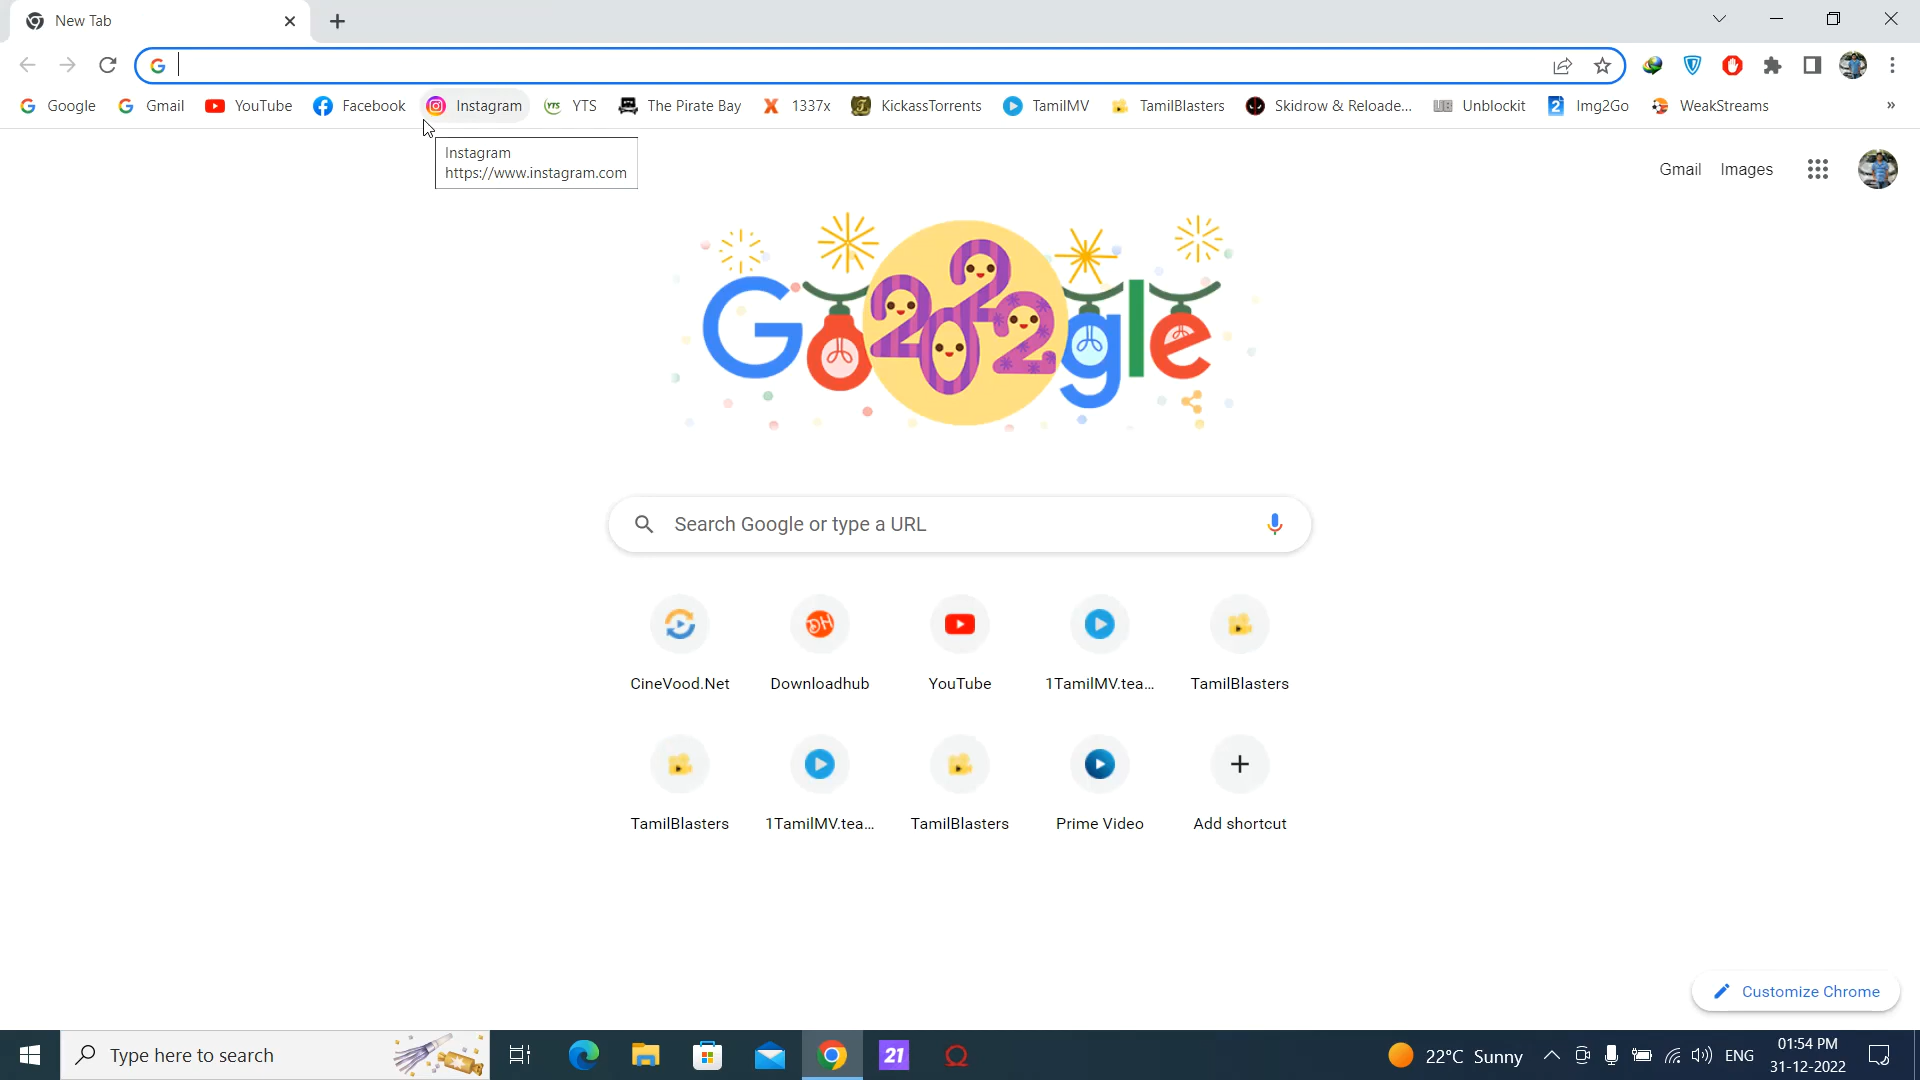 New Tab
Google Gmail YouTube Facebook Instagram YTS The Pirate Bay 1337x KickassTorrents TamilMV TamilBlasters Skidrow & Reloade... Unblockit Img2Go WeakStreams »
Instagram
https://www.instagram.com
Gmail Images
Google 2022
Search Google or type a URL
CineVood.Net Downloadhub YouTube 1TamilMV.tea... TamilBlasters
TamilBlasters 1TamilMV.tea... TamilBlasters Prime Video Add shortcut
Customize Chrome
Type here to search
21
22°C Sunny
ENG
01:54 PM
31-12-2022